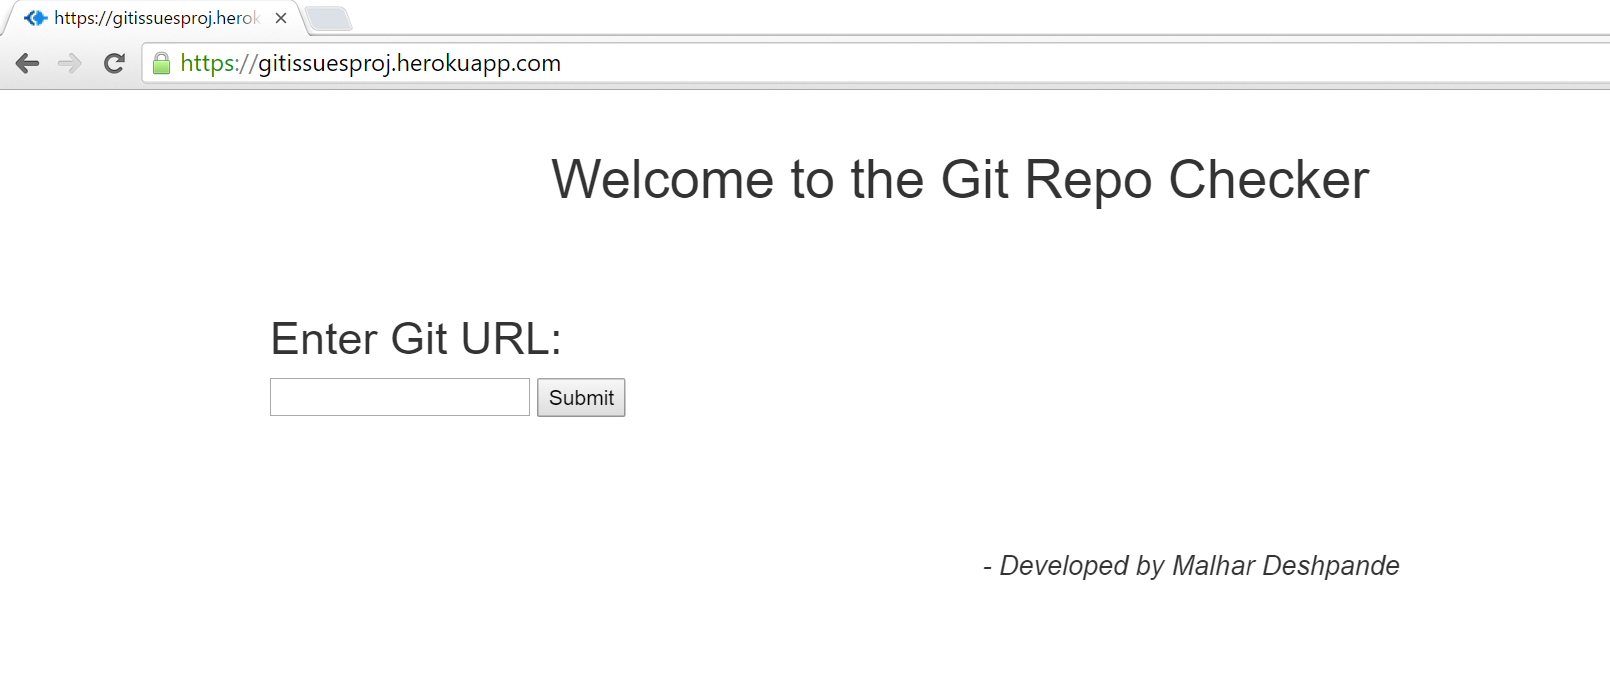 https://gitissuesproj.herok
https://gitissuesproj.herokuapp.com
Welcome to the Git Repo Checker
Enter Git URL:
Submit
- Developed by Malhar Deshpande